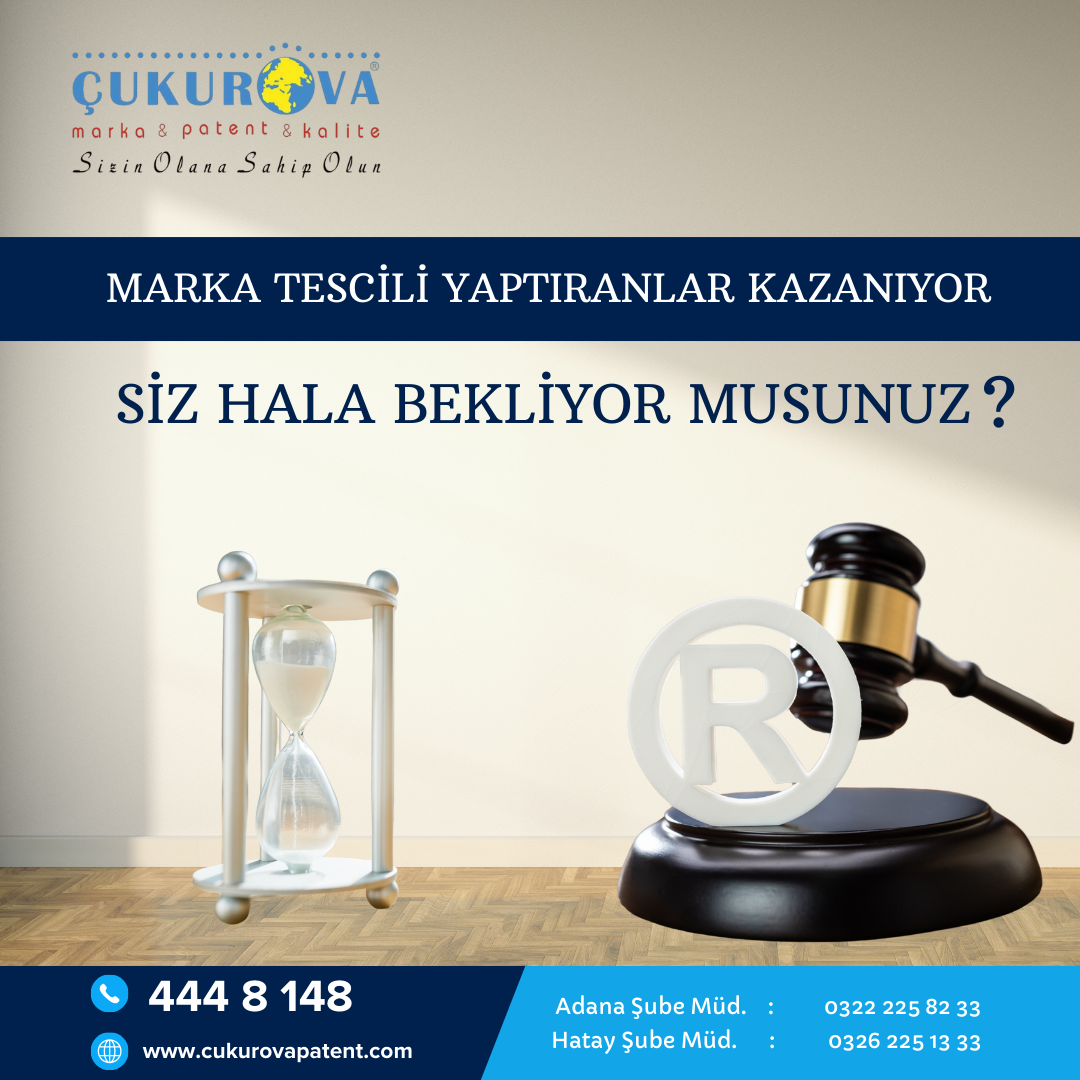 ÇUKUROVA®
marka & patent & kalite
Sizin Olana Sahip Olun
MARKA TESCİLİ YAPTIRANLAR KAZANIYOR
SİZ HALA BEKLİYOR MUSUNUZ?
R
444 8 148
www.cukurovapatent.com
Adana Şube Müd. : 0322 225 82 33
Hatay Şube Müd. : 0326 225 13 33